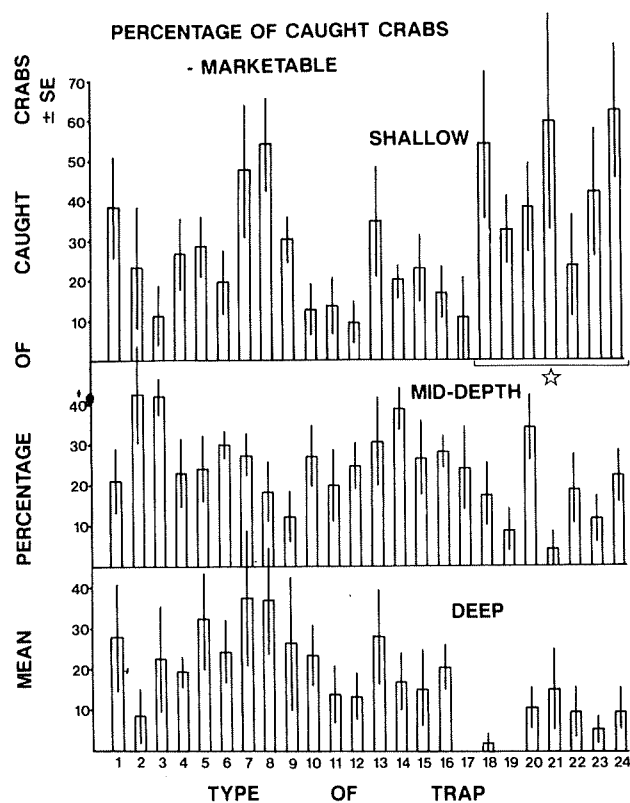 PERCENTAGE OF CAUGHT CRABS
- MARKETABLE
MEAN PERCENTAGE OF CAUGHT CRABS
± SE
70
60
50
40
30
20
10
SHALLOW
40
30
20
10
MID-DEPTH
40
30
20
10
DEEP
1 2 3 4 5 6 7 8 9 10 11 12 13 14 15 16 17 18 19 20 21 22 23 24
TYPE OF TRAP